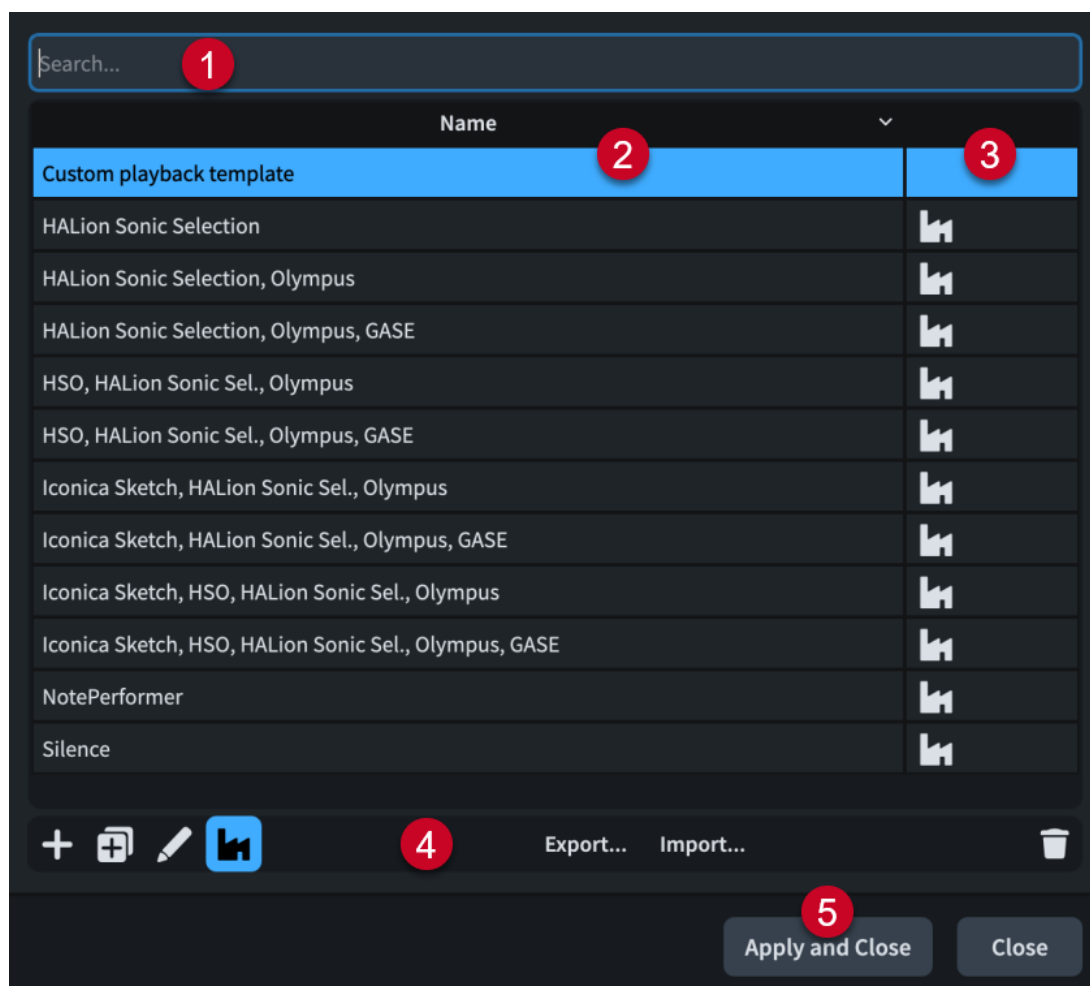 Search...
1
Name
2
3
Custom playback template
HALion Sonic Selection
HALion Sonic Selection, Olympus
HALion Sonic Selection, Olympus, GASE
HSO, HALion Sonic Sel., Olympus
HSO, HALion Sonic Sel., Olympus, GASE
Iconica Sketch, HALion Sonic Sel., Olympus
Iconica Sketch, HALion Sonic Sel., Olympus, GASE
Iconica Sketch, HSO, HALion Sonic Sel., Olympus
Iconica Sketch, HSO, HALion Sonic Sel., Olympus, GASE
NotePerformer
Silence
4
Export... Import...
5
Apply and Close Close